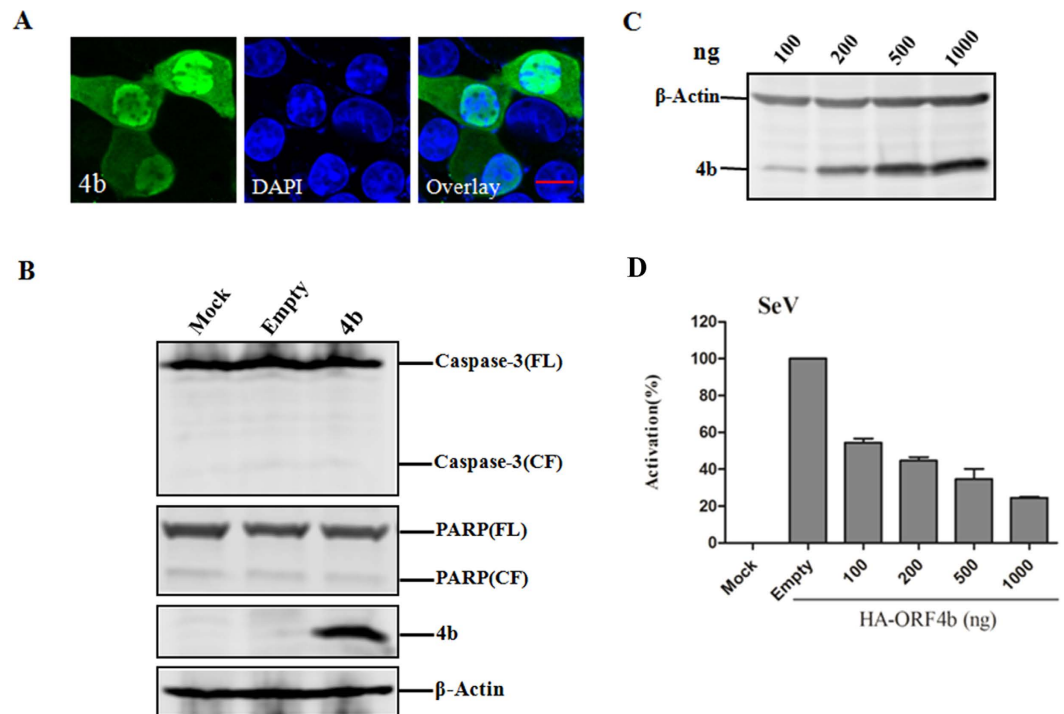 A
4b
DAPI
Overlay
C
ng
100
200
500
1000
β-Actin
4b
B
Mock
Empty
4b
Caspase-3(FL)
Caspase-3(CF)
PARP(FL)
PARP(CF)
4b
β-Actin
D
SeV
Activation(%)
120
100
80
60
40
20
0
Mock
Empty
100
200
500
1000
HA-ORF4b (ng)